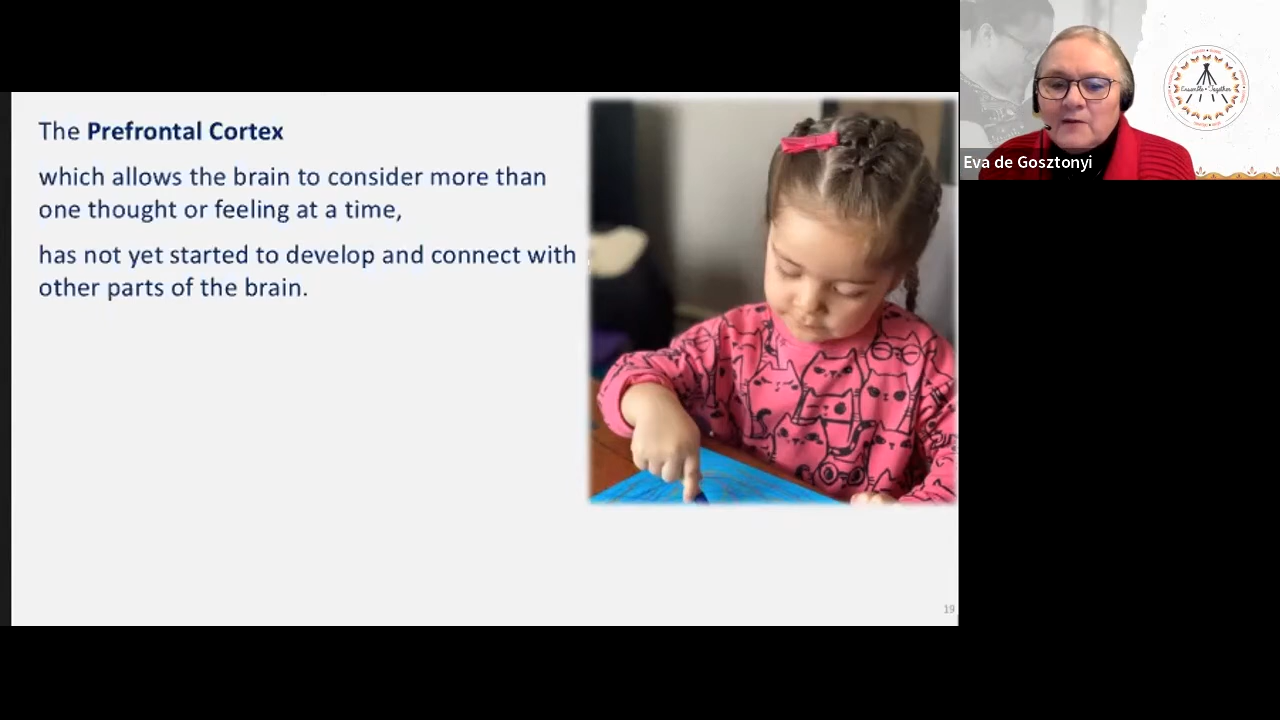 The Prefrontal Cortex
which allows the brain to consider more than
one thought or feeling at a time,
has not yet started to develop and connect with
other parts of the brain.
19
Eva de Gosztonyi
Ensemble • Together